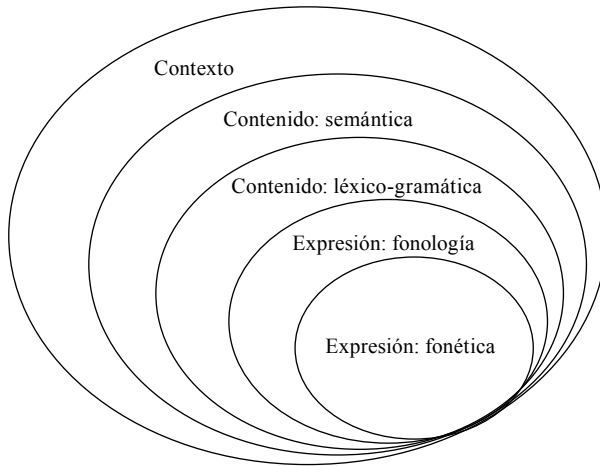 Contexto
Contenido: semántica
Contenido: léxico-gramática
Expresión: fonología
Expresión: fonética